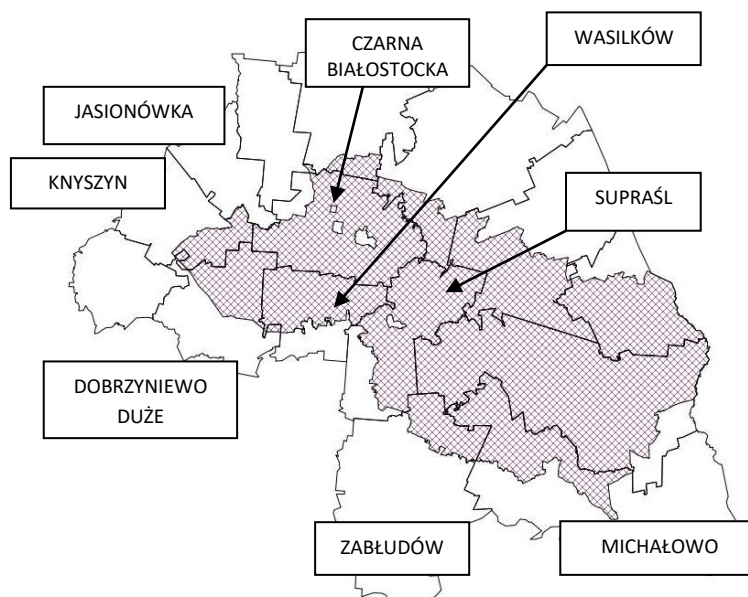 CZARNA
BIAŁOSTOCKA
WASILKÓW
JASIONÓWKA
KNYSZYN
SUPRAŚL
DOBRZYNIEWO
DUŻE
ZABŁUDÓW
MICHAŁOWO